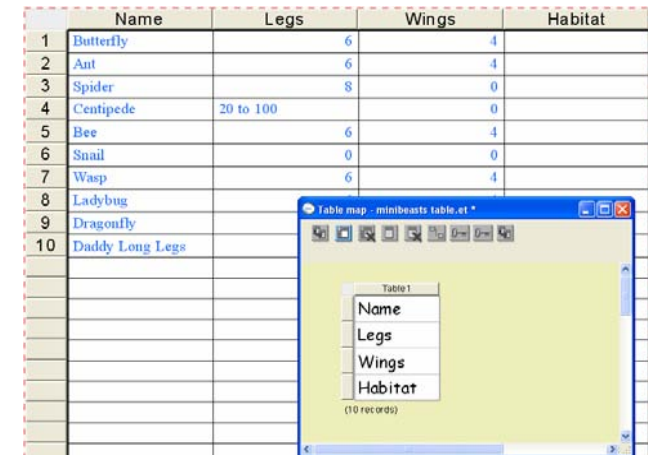 Name Legs Wings Habitat
1 Butterfly 6 4
2 Ant 6 4
3 Spider 8 0
4 Centipede 20 to 100 0
5 Bee 6 4
6 Snail 0 0
7 Wasp 6 4
8 Ladybug
9 Dragonfly
10 Daddy Long Legs
Table map - minibeasts table.et *
Table1
Name
Legs
Wings
Habitat
(10 records)